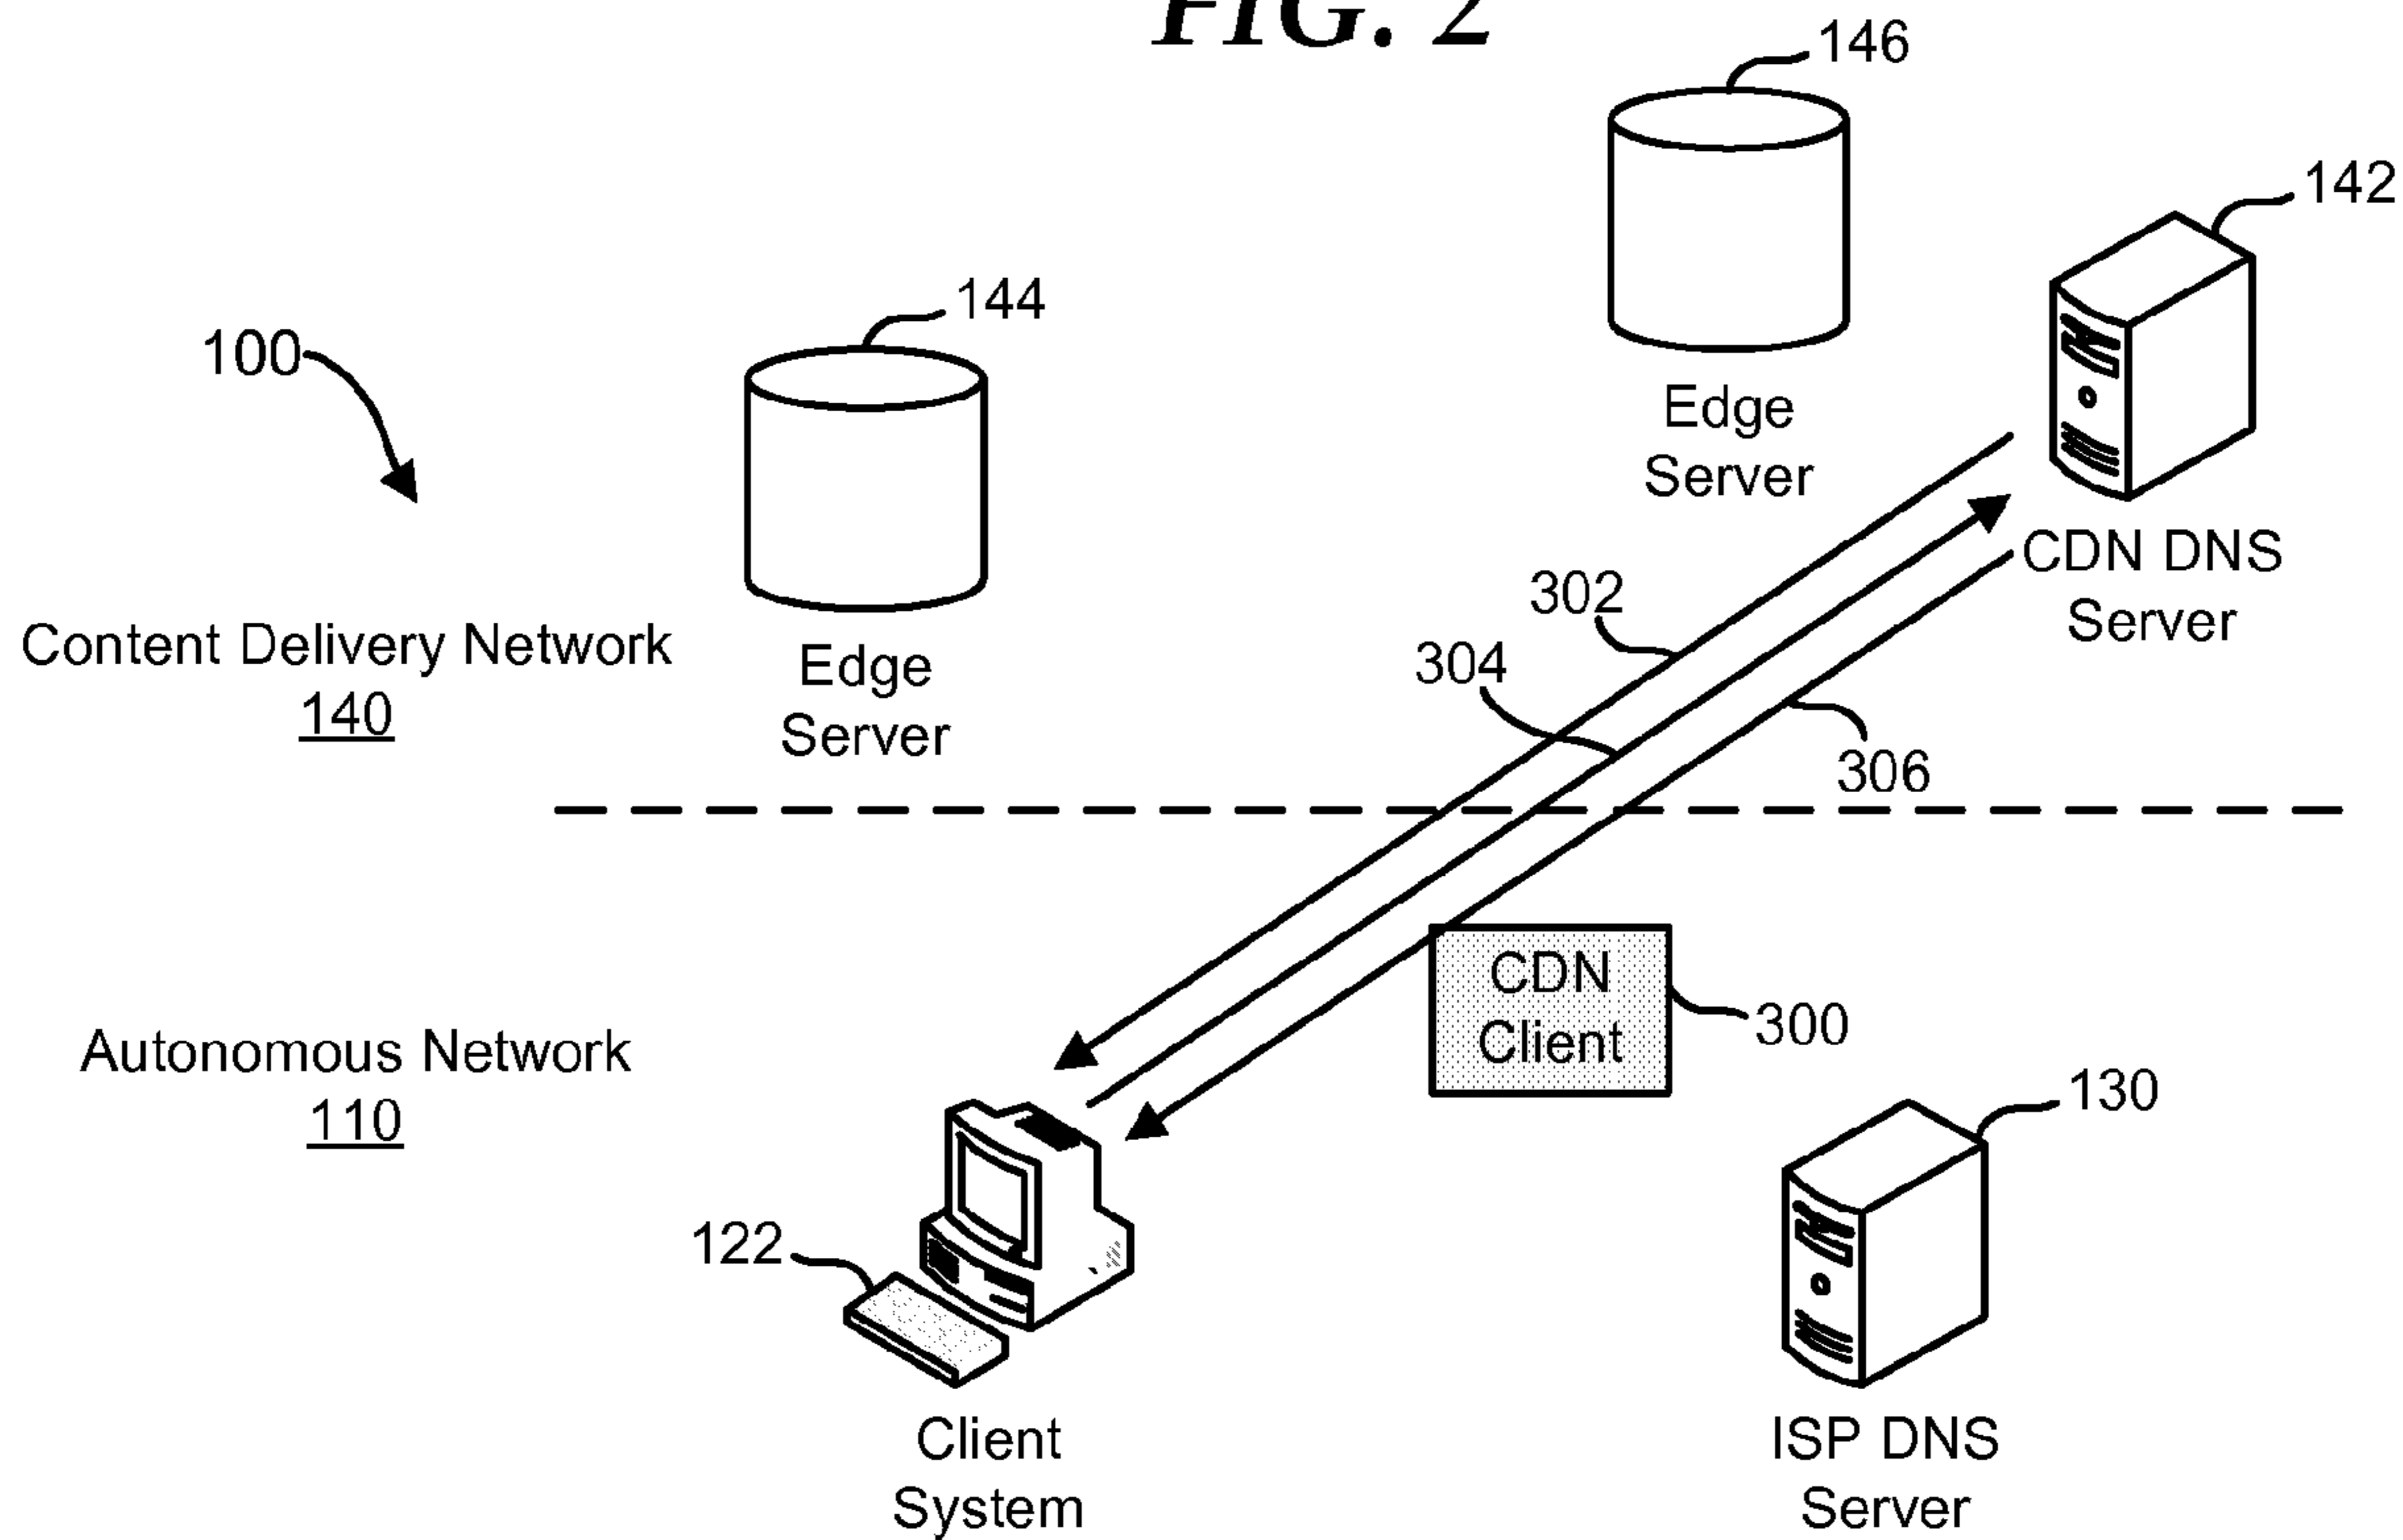 FIG. 2
146
142
144
100
Edge
Server
CDN DNS
Server
302
304
306
Content Delivery Network
140
Edge
Server
CDN
Client
300
Autonomous Network
110
130
122
Client
System
ISP DNS
Server